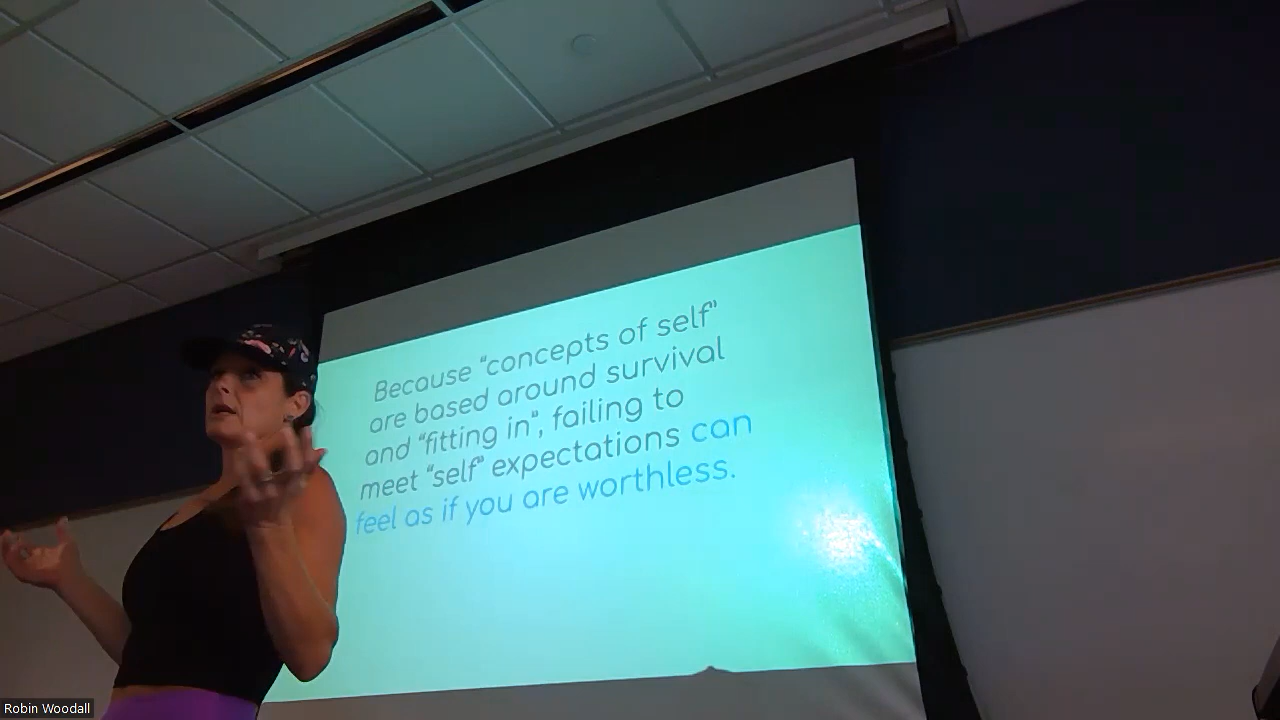 Because “concepts of self”
are based around survival
and “fitting in”, failing to
meet “self” expectations can
feel as if you are worthless.
Robin Woodall